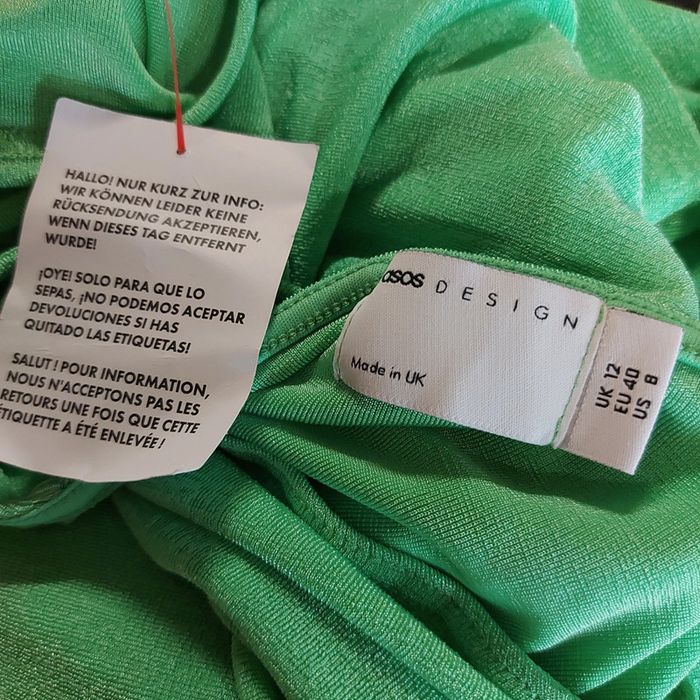 HALLO! NUR KURZ ZUR INFO:
WIR KÖNNEN LEIDER KEINE
RÜCKSENDUNG AKZEPTIEREN,
WENN DIESES TAG ENTFERNT
WURDE!
¡OYE! SOLO PARA QUE LO
SEPAS, ¡NO PODEMOS ACEPTAR
DEVOLUCIONES SI HAS
QUITADO LAS ETIQUETAS!
SALUT ! POUR INFORMATION,
NOUS N'ACCEPTONS PAS LES
RETOURS UNE FOIS QUE CETTE
ÉTIQUETTE A ÉTÉ ENLEVÉE !
asos DESIGN
Made in UK
UK 12
EU 40
US 8